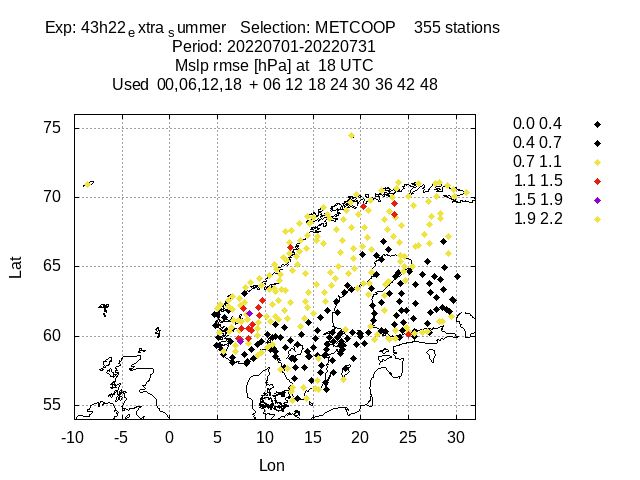 Exp: 43h22extrasummer Selection: METCOOP 355 stations
Period: 20220701-20220731
Mslp rmse [hPa] at 18 UTC
Used 00,06,12,18 + 06 12 18 24 30 36 42 48
75
70
65
60
55
Lat
-10 -5 0 5 10 15 20 25 30
Lon
0.0 0.4
0.4 0.7
0.7 1.1
1.1 1.5
1.5 1.9
1.9 2.2